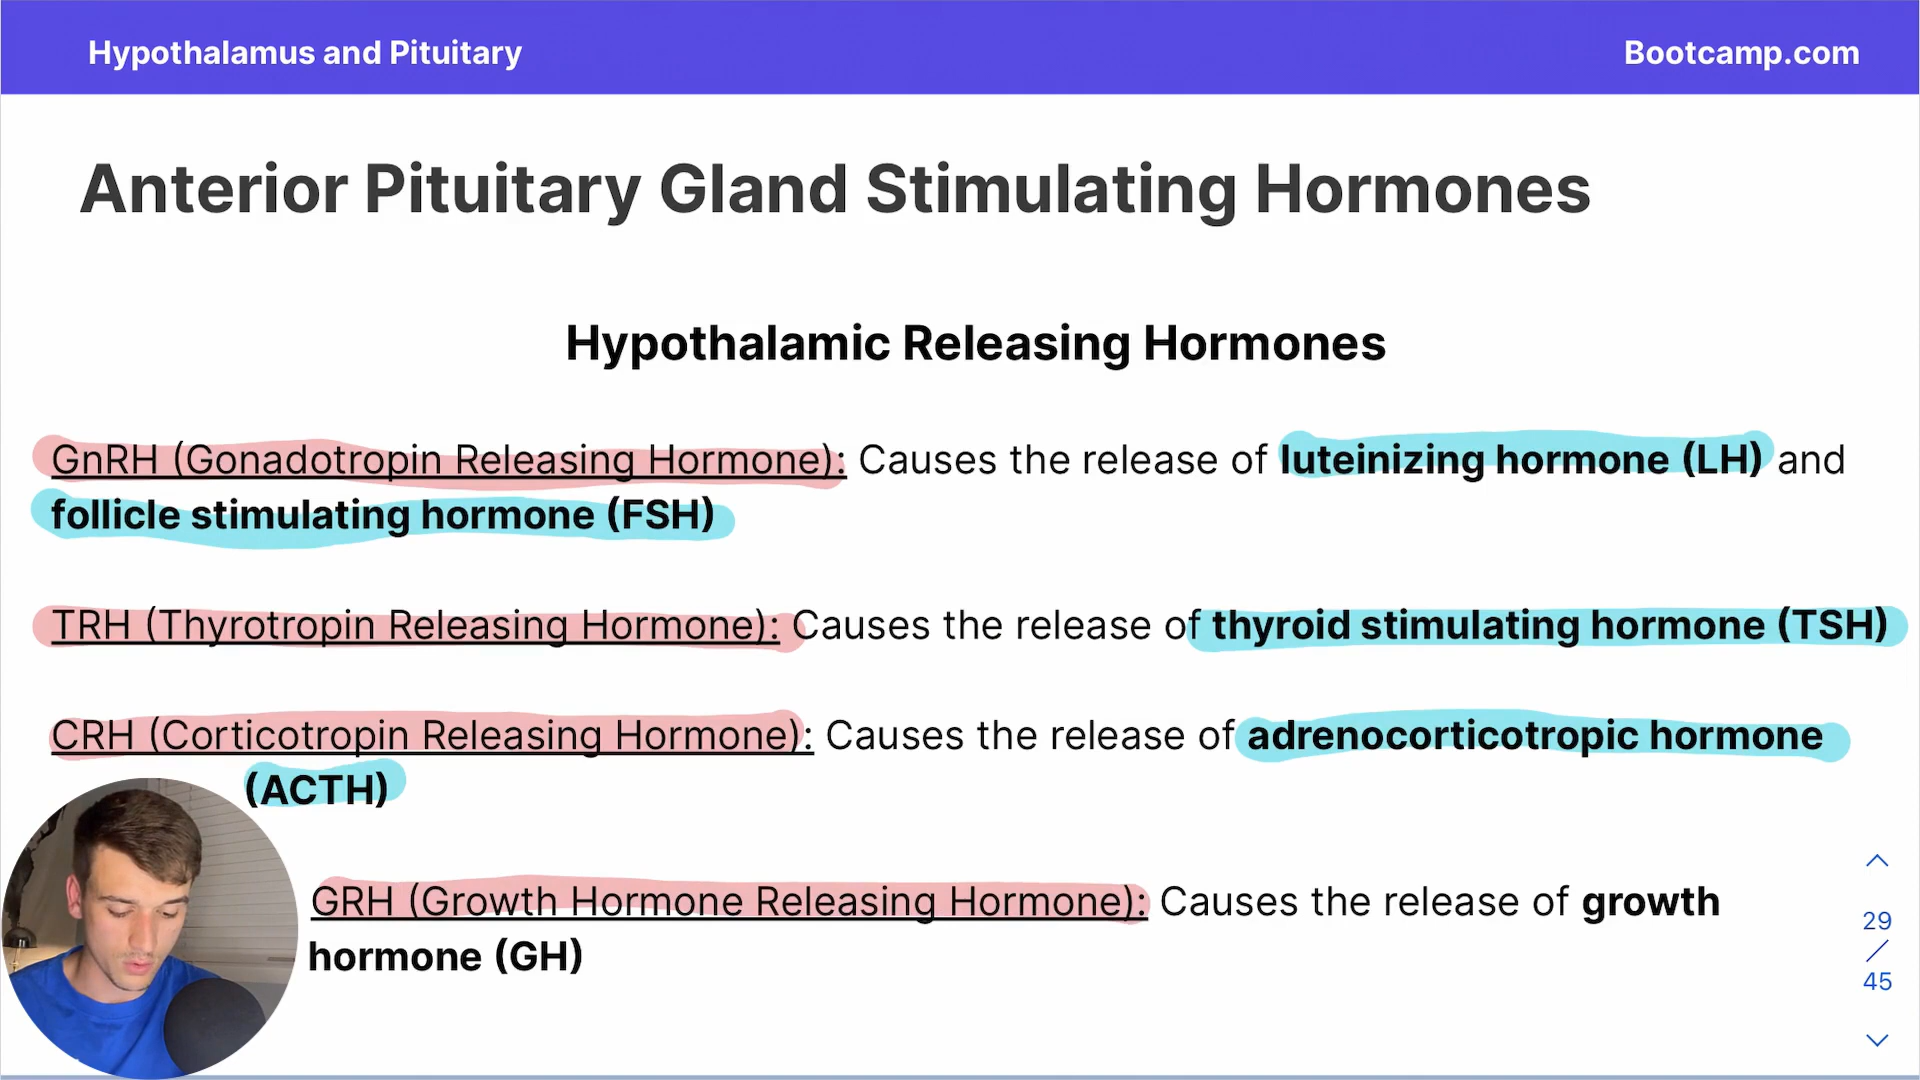 Hypothalamus and Pituitary
Bootcamp.com
Anterior Pituitary Gland Stimulating Hormones
Hypothalamic Releasing Hormones
GnRH (Gonadotropin Releasing Hormone): Causes the release of luteinizing hormone (LH) and
follicle stimulating hormone (FSH)
TRH (Thyrotropin Releasing Hormone): Causes the release of thyroid stimulating hormone (TSH)
CRH (Corticotropin Releasing Hormone): Causes the release of adrenocorticotropic hormone
(ACTH)
GRH (Growth Hormone Releasing Hormone): Causes the release of growth
hormone (GH)
29
/
45